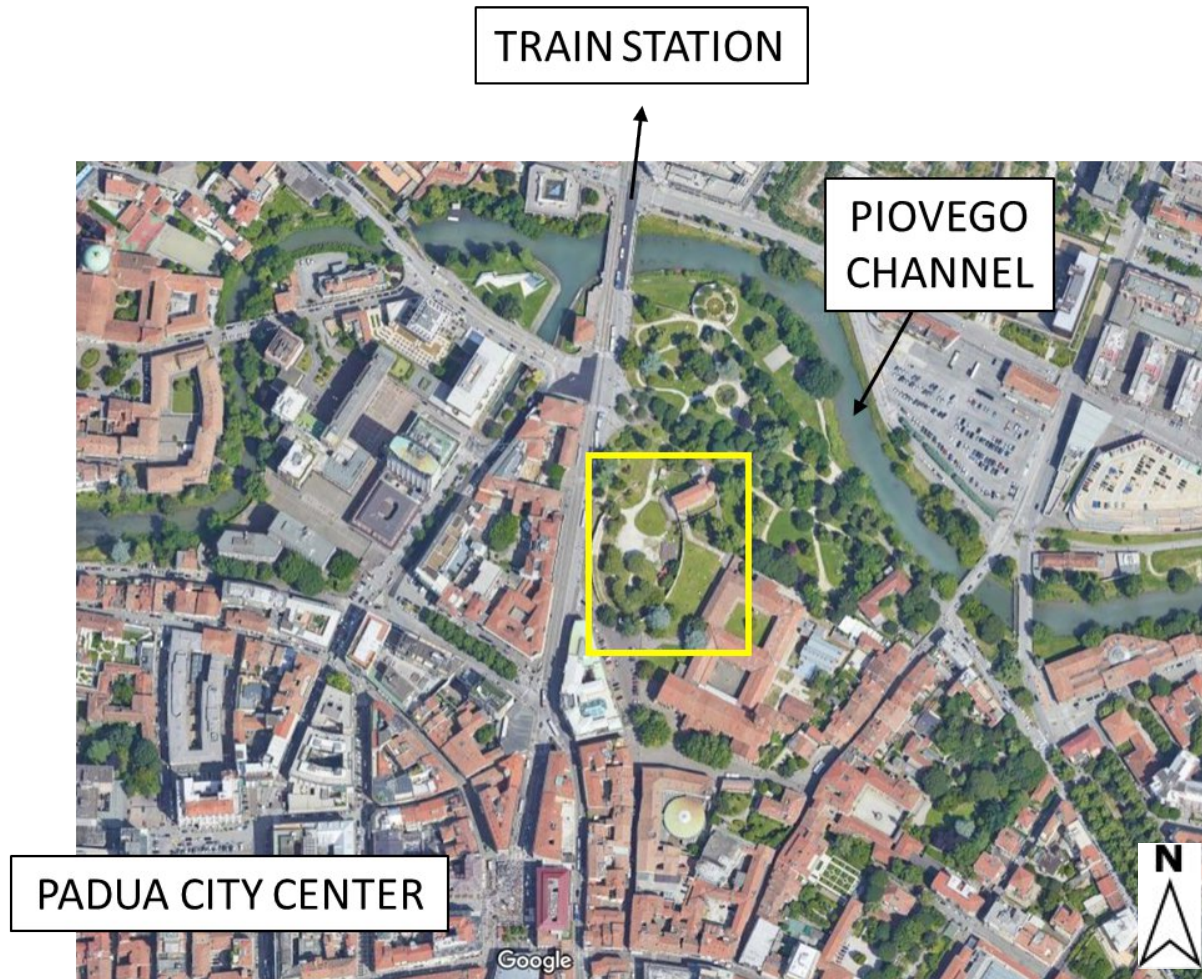 TRAIN STATION
PIOVEGO
CHANNEL
PADUA CITY CENTER
N
Google